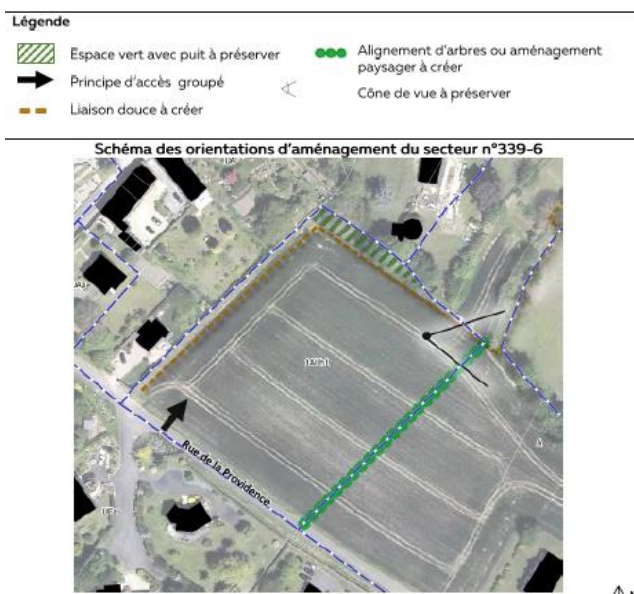 Légende
Espace vert avec puit à préserver
Principe d'accès groupé
Liaison douce à créer
Alignement d'arbres ou aménagement
paysager à créer
Cône de vue à préserver
Schéma des orientations d'aménagement du secteur n°339-6
Rue de la Providence
A